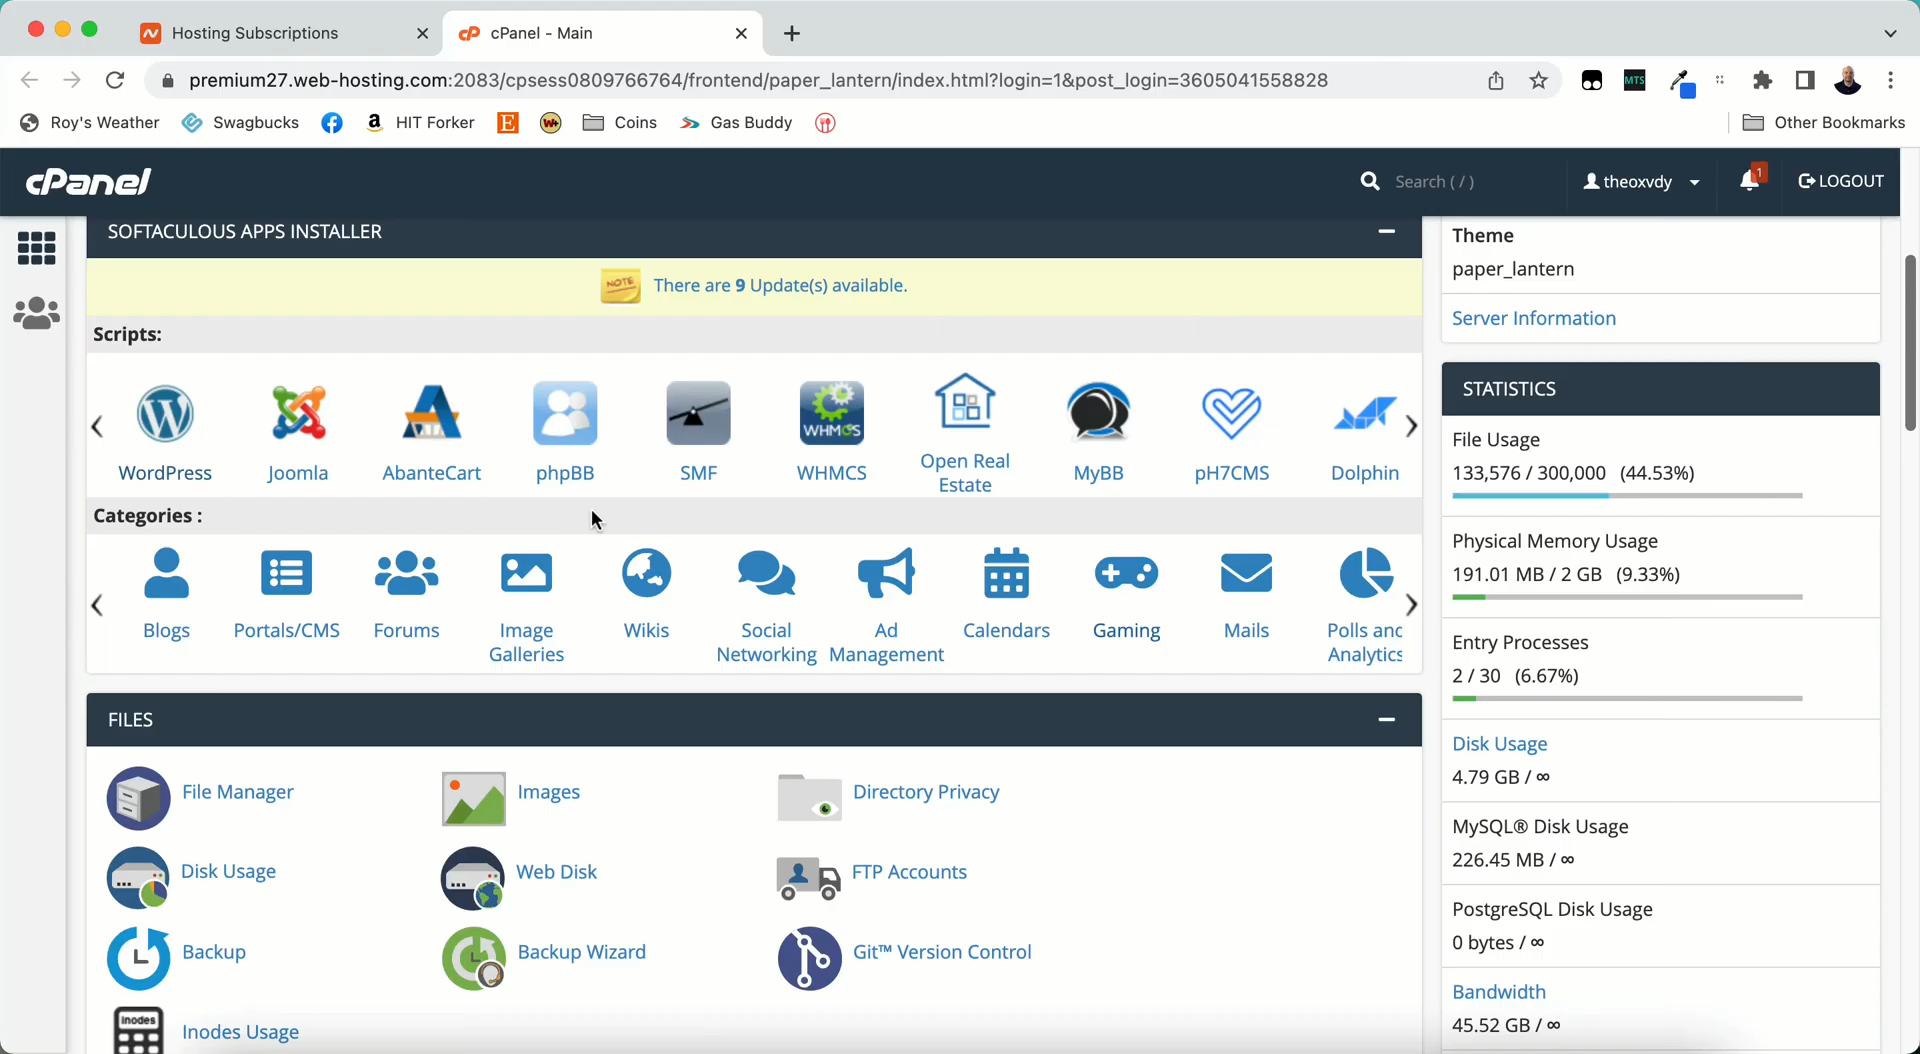 Hosting Subscriptions
cPanel - Main
premium27.web-hosting.com:2083/cpsess0809766764/frontend/paper_lantern/index.html?login=1&post_login=3605041558828
MTS
Roy's Weather
Swagbucks
a HIT Forker
E
W+
Coins
Gas Buddy
Other Bookmarks
cPanel
Search ( / )
theoxvdy
1
LOGOUT
SOFTACULOUS APPS INSTALLER
NOTE
There are 9 Update(s) available.
Scripts:
WHMCS
WordPress
Joomla
AbanteCart
phpBB
SMF
WHMCS
Open Real
Estate
MyBB
pH7CMS
Dolphin
Categories :
Blogs
Portals/CMS
Forums
Image
Galleries
Wikis
Social
Networking
Ad
Management
Calendars
Gaming
Mails
Polls and
Analytics
FILES
File Manager
Images
Directory Privacy
Disk Usage
Web Disk
FTP Accounts
Backup
Backup Wizard
Git™ Version Control
Inodes
Inodes Usage
Theme
paper_lantern
Server Information
STATISTICS
File Usage
133,576 / 300,000 (44.53%)
Physical Memory Usage
191.01 MB / 2 GB (9.33%)
Entry Processes
2 / 30 (6.67%)
Disk Usage
4.79 GB / ∞
MySQL® Disk Usage
226.45 MB / ∞
PostgreSQL Disk Usage
0 bytes / ∞
Bandwidth
45.52 GB / ∞